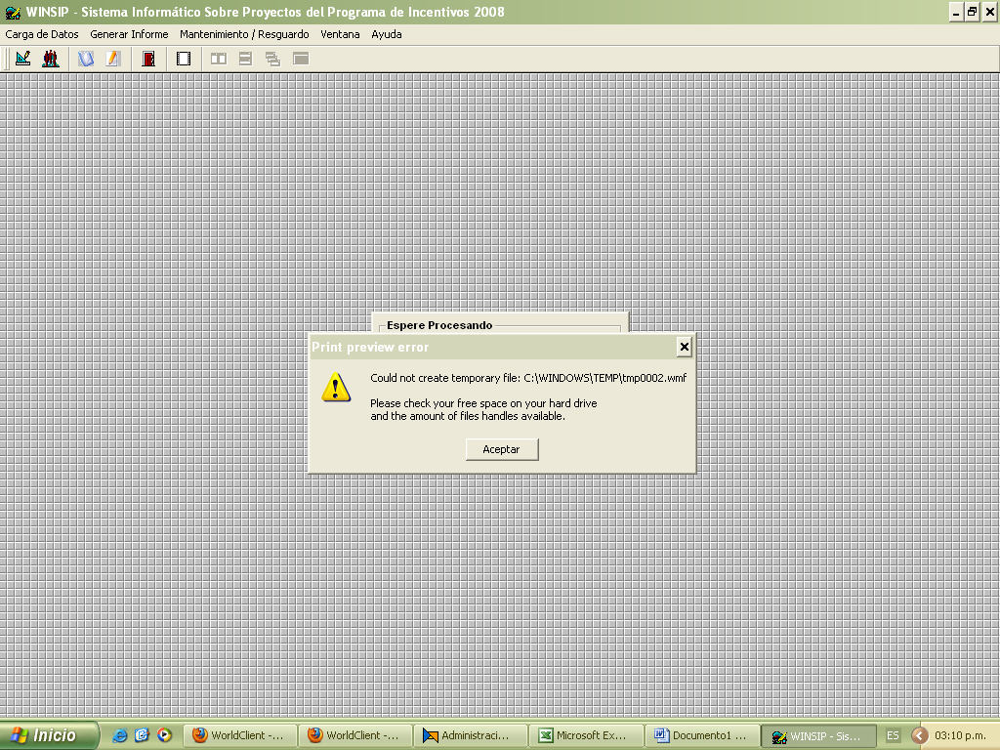 WINSIP - Sistema Informático Sobre Proyectos del Programa de Incentivos 2008
Carga de Datos Generar Informe Mantenimiento / Resguardo Ventana Ayuda
Espere Procesando
Print preview error
Could not create temporary file: C:\WINDOWS\TEMP\tmp0002.wmf
Please check your free space on your hard drive
and the amount of files handles available.
Aceptar
Inicio WorldClient -... WorldClient -... Administraci... Microsoft Ex... Documento1 ... WINSIP - Sis... ES 03:10 p.m.